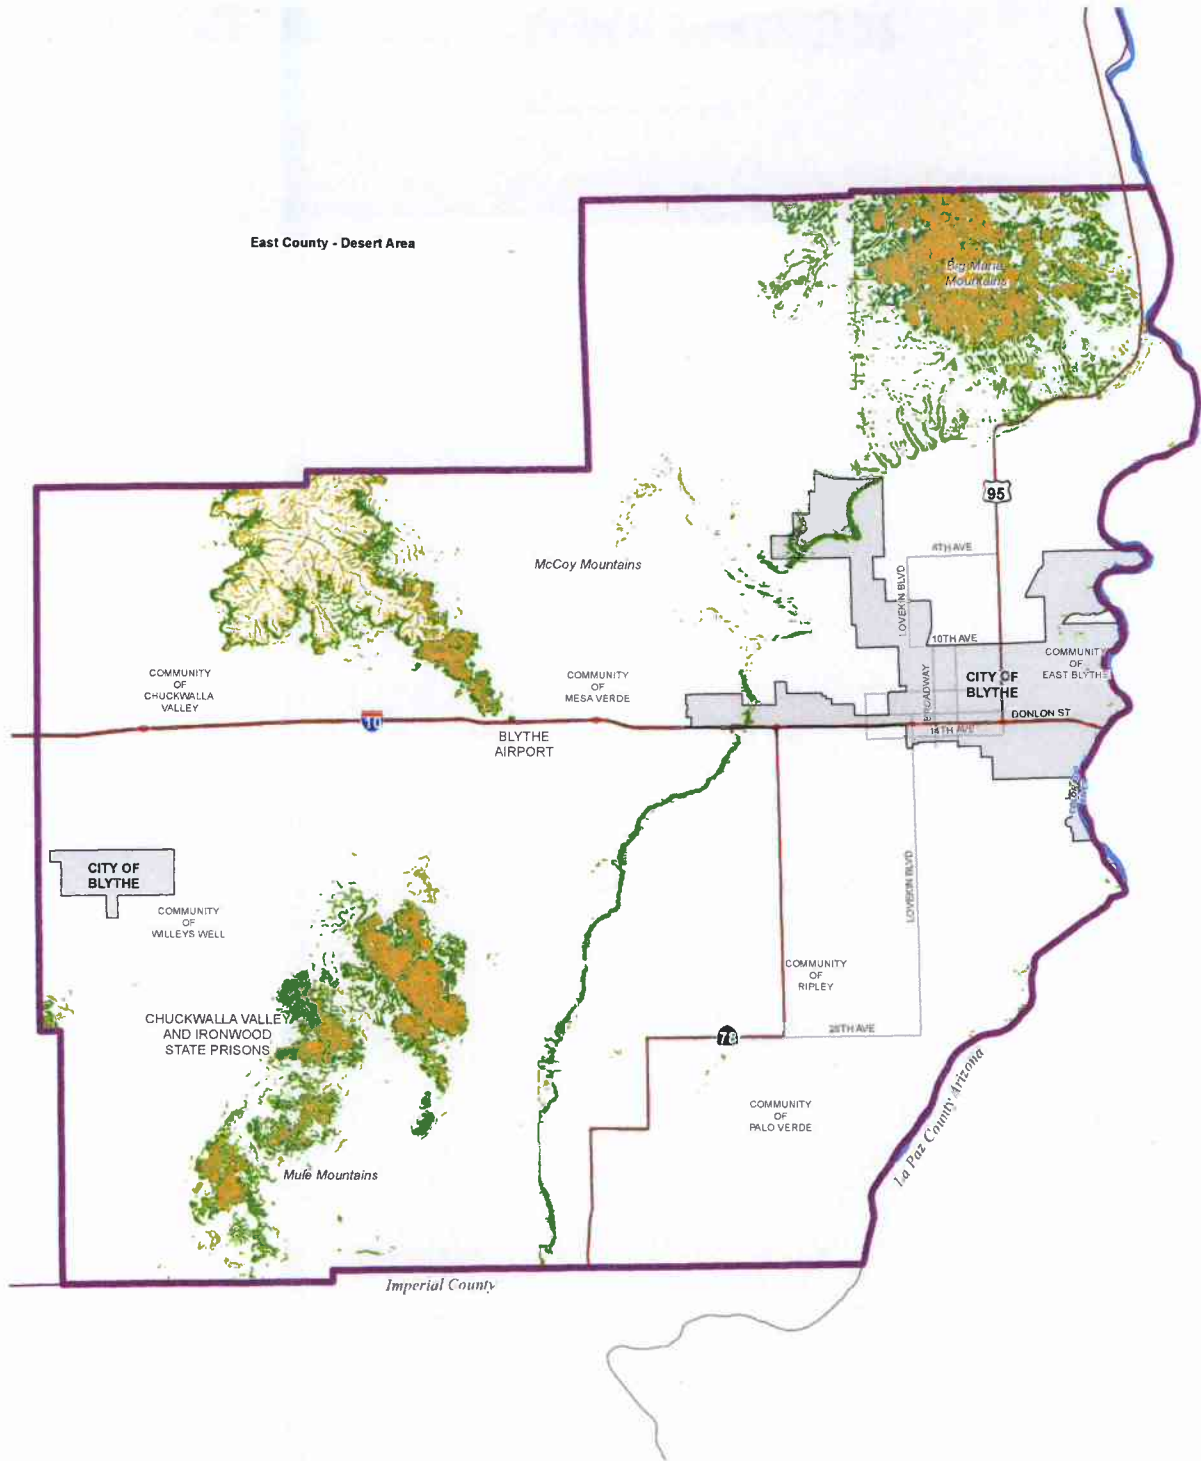 East County - Desert Area
Big Maria
Mountains
95
McCoy Mountains
4TH AVE
LOVEKIN BLVD
10TH AVE
COMMUNITY
OF
EAST BLYTHE
COMMUNITY
OF
CHUCKWALLA
VALLEY
COMMUNITY
OF
MESA VERDE
BROADWAY
CITY OF
BLYTHE
10
DONLON ST
14TH AVE
BLYTHE
AIRPORT
CITY OF
BLYTHE
LOVEKIN BLVD
COMMUNITY
OF
WILLEYS WELL
COMMUNITY
OF
RIPLEY
CHUCKWALLA VALLEY
AND IRONWOOD
STATE PRISONS
78
28TH AVE
COMMUNITY
OF
PALO VERDE
La Paz County Arizona
Mule Mountains
Imperial County